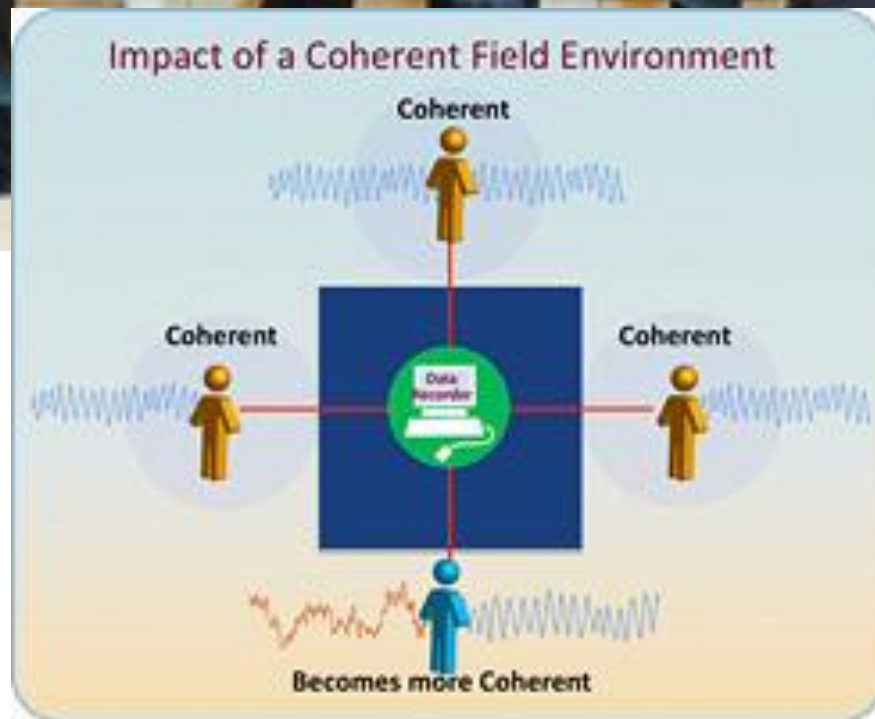 Impact of a Coherent Field Environment
Coherent
Coherent
Coherent
Data
Recorder
Becomes more Coherent